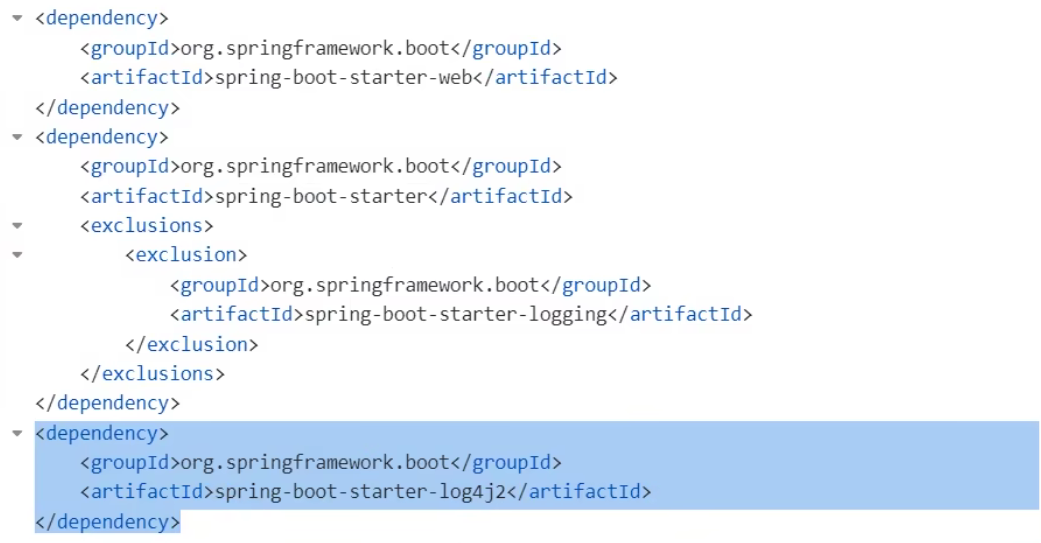 <dependency>
    <groupId>org.springframework.boot</groupId>
    <artifactId>spring-boot-starter-web</artifactId>
</dependency>
<dependency>
    <groupId>org.springframework.boot</groupId>
    <artifactId>spring-boot-starter</artifactId>
    <exclusions>
        <exclusion>
            <groupId>org.springframework.boot</groupId>
            <artifactId>spring-boot-starter-logging</artifactId>
        </exclusion>
    </exclusions>
</dependency>
<dependency>
    <groupId>org.springframework.boot</groupId>
    <artifactId>spring-boot-starter-log4j2</artifactId>
</dependency>